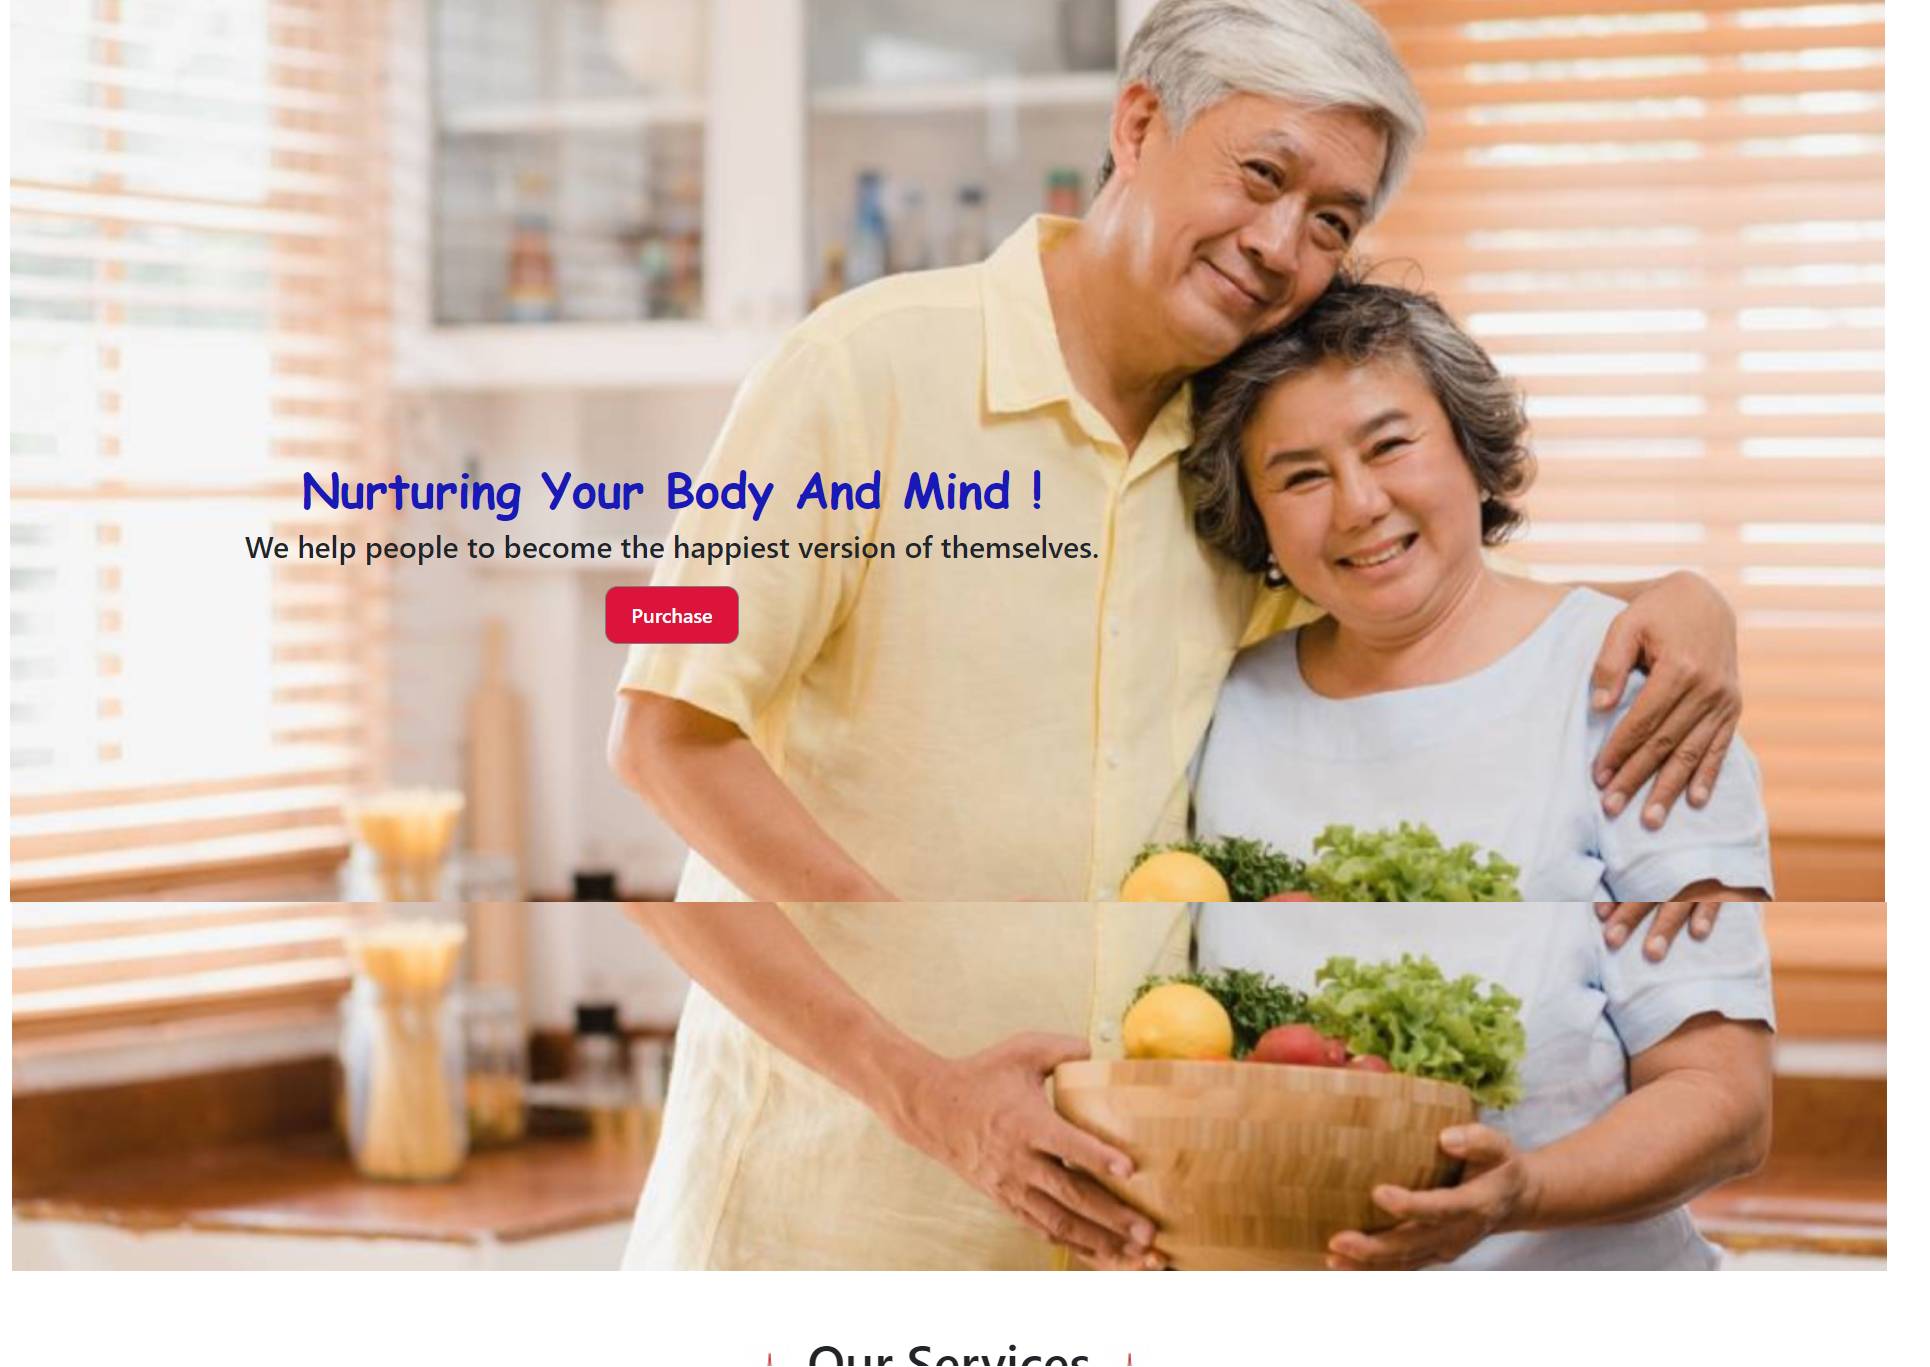 Nurturing Your Body And Mind !
We help people to become the happiest version of themselves.
Purchase
Our Services